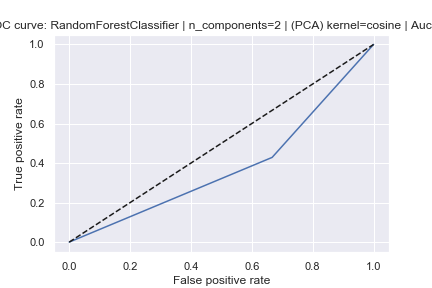 OC curve: RandomForestClassifier | n_components=2 | (PCA) kernel=cosine | Auc
1.0
0.8
0.6
0.4
0.2
0.0
True positive rate
0.0 0.2 0.4 0.6 0.8 1.0
False positive rate